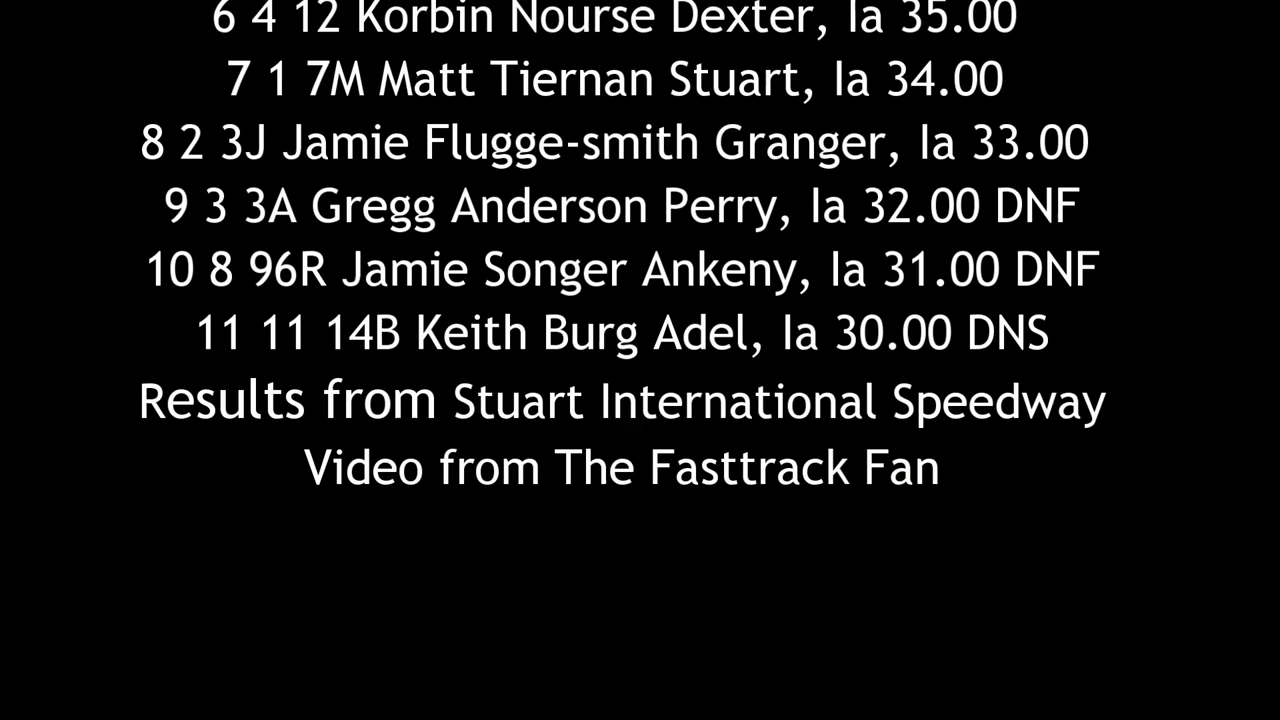 6 4 12 Korbin Nourse Dexter, Ia 35.00
7 1 7M Matt Tiernan Stuart, Ia 34.00
8 2 3J Jamie Flugge-smith Granger, Ia 33.00
9 3 3A Gregg Anderson Perry, Ia 32.00 DNF
10 8 96R Jamie Songer Ankeny, Ia 31.00 DNF
11 11 14B Keith Burg Adel, Ia 30.00 DNS
Results from Stuart International Speedway
Video from The Fasttrack Fan